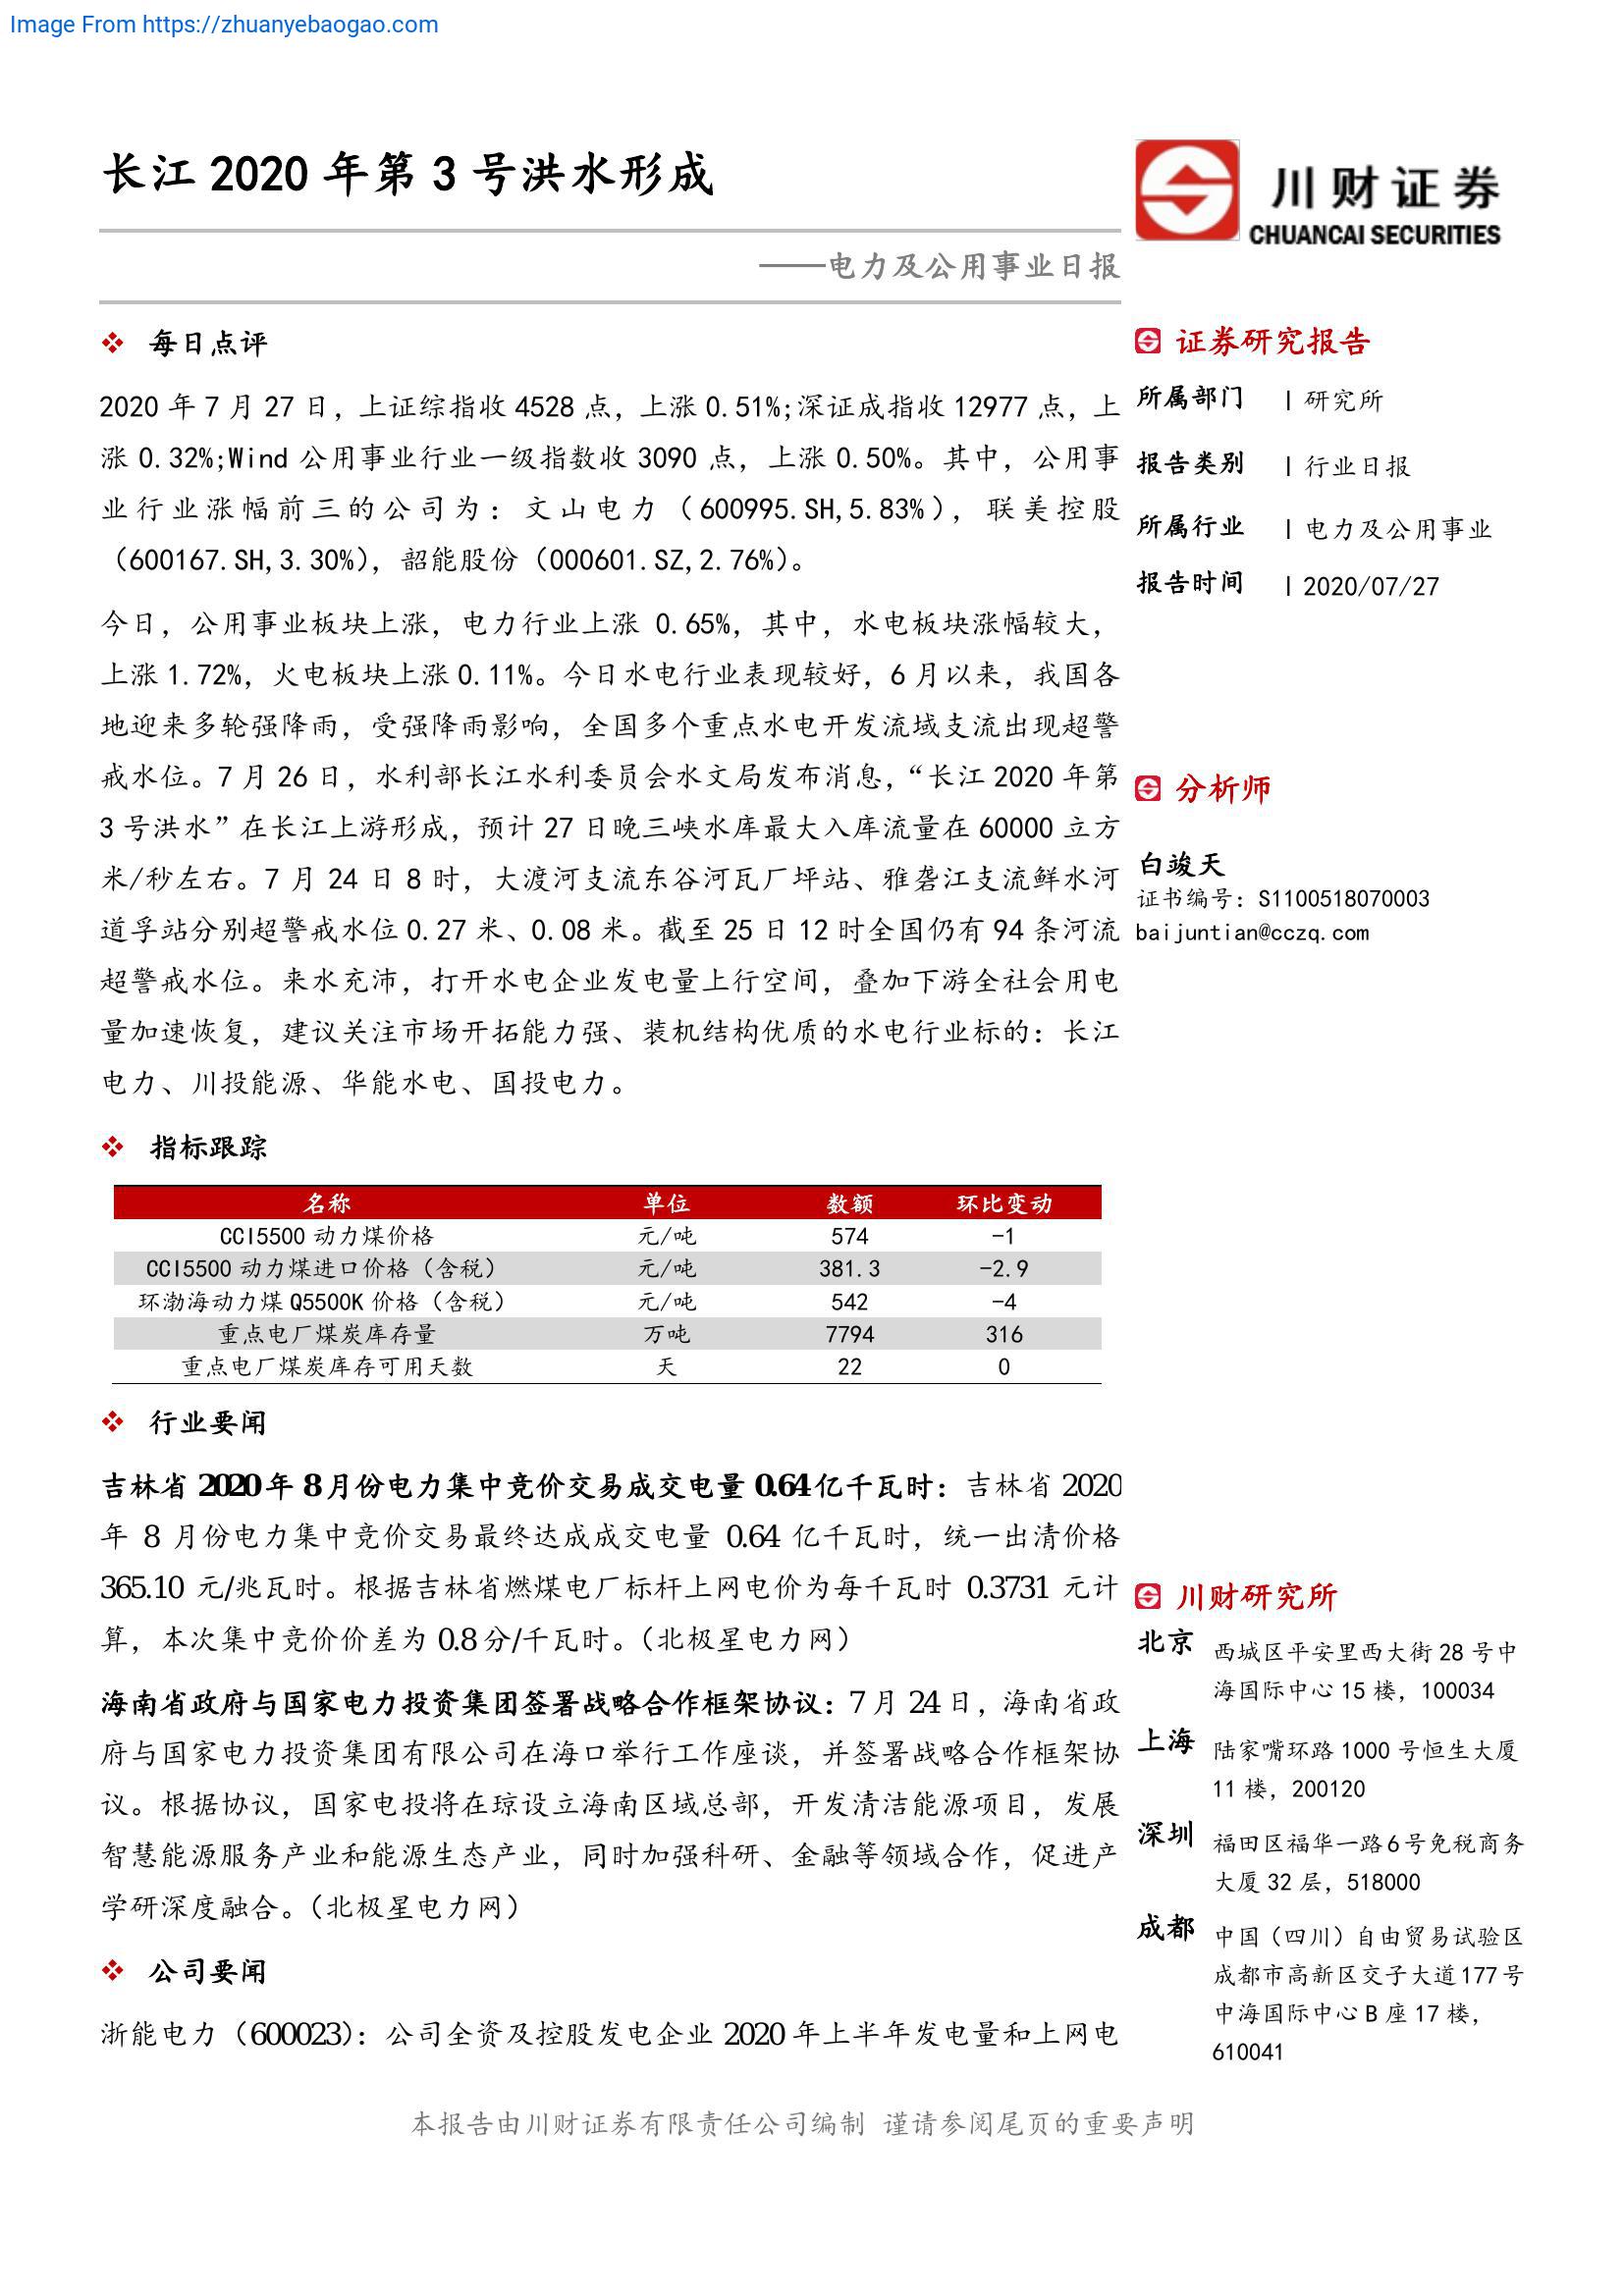 Image From https://zhuanyebaogao.com
长江 2020 年第 3 号洪水形成
——电力及公用事业日报
川财证券
CHUANCAI SECURITIES
❖ 每日点评
2020 年 7 月 27 日，上证综指收 4528 点，上涨 0.51%;深证成指收 12977 点，上
涨 0.32%;Wind 公用事业行业一级指数收 3090 点，上涨 0.50%。其中，公用事
业行业涨幅前三的公司为：文山电力（600995.SH,5.83%），联美控股
（600167.SH,3.30%），韶能股份（000601.SZ,2.76%）。
今日，公用事业板块上涨，电力行业上涨 0.65%，其中，水电板块涨幅较大，
上涨 1.72%，火电板块上涨 0.11%。今日水电行业表现较好，6 月以来，我国各
地迎来多轮强降雨，受强降雨影响，全国多个重点水电开发流域支流出现超警
戒水位。7 月 26 日，水利部长江水利委员会水文局发布消息，“长江 2020 年第
3 号洪水”在长江上游形成，预计 27 日晚三峡水库最大入库流量在 60000 立方
米/秒左右。7 月 24 日 8 时，大渡河支流东谷河瓦厂坪站、雅砻江支流鲜水河
道孚站分别超警戒水位 0.27 米、0.08 米。截至 25 日 12 时全国仍有 94 条河流
超警戒水位。来水充沛，打开水电企业发电量上行空间，叠加下游全社会用电
量加速恢复，建议关注市场开拓能力强、装机结构优质的水电行业标的：长江
电力、川投能源、华能水电、国投电力。
❖ 指标跟踪
名称 单位 数额 环比变动
CCI5500 动力煤价格 元/吨 574 -1
CCI5500 动力煤进口价格（含税） 元/吨 381.3 -2.9
环渤海动力煤 Q5500K 价格（含税） 元/吨 542 -4
重点电厂煤炭库存量 万吨 7794 316
重点电厂煤炭库存可用天数 天 22 0
❖ 行业要闻
吉林省 2020 年 8 月份电力集中竞价交易成交电量 0.64 亿千瓦时：吉林省 2020
年 8 月份电力集中竞价交易最终达成成交电量 0.64 亿千瓦时，统一出清价格
365.10 元/兆瓦时。根据吉林省燃煤电厂标杆上网电价为每千瓦时 0.3731 元计
算，本次集中竞价价差为 0.8 分/千瓦时。（北极星电力网）
海南省政府与国家电力投资集团签署战略合作框架协议：7 月 24 日，海南省政
府与国家电力投资集团有限公司在海口举行工作座谈，并签署战略合作框架协
议。根据协议，国家电投将在琼设立海南区域总部，开发清洁能源项目，发展
智慧能源服务产业和能源生态产业，同时加强科研、金融等领域合作，促进产
学研深度融合。（北极星电力网）
❖ 公司要闻
浙能电力（600023）：公司全资及控股发电企业 2020 年上半年发电量和上网电
证券研究报告
所属部门 | 研究所
报告类别 | 行业日报
所属行业 | 电力及公用事业
报告时间 | 2020/07/27
分析师
白竣天
证书编号：S1100518070003
baijuntian@cczq.com
川财研究所
北京 西城区平安里西大街 28 号中
海国际中心 15 楼，100034
上海 陆家嘴环路 1000 号恒生大厦
11 楼，200120
深圳 福田区福华一路 6 号免税商务
大厦 32 层，518000
成都 中国（四川）自由贸易试验区
成都市高新区交子大道 177 号
中海国际中心 B 座 17 楼，
610041
本报告由川财证券有限责任公司编制 谨请参阅尾页的重要声明